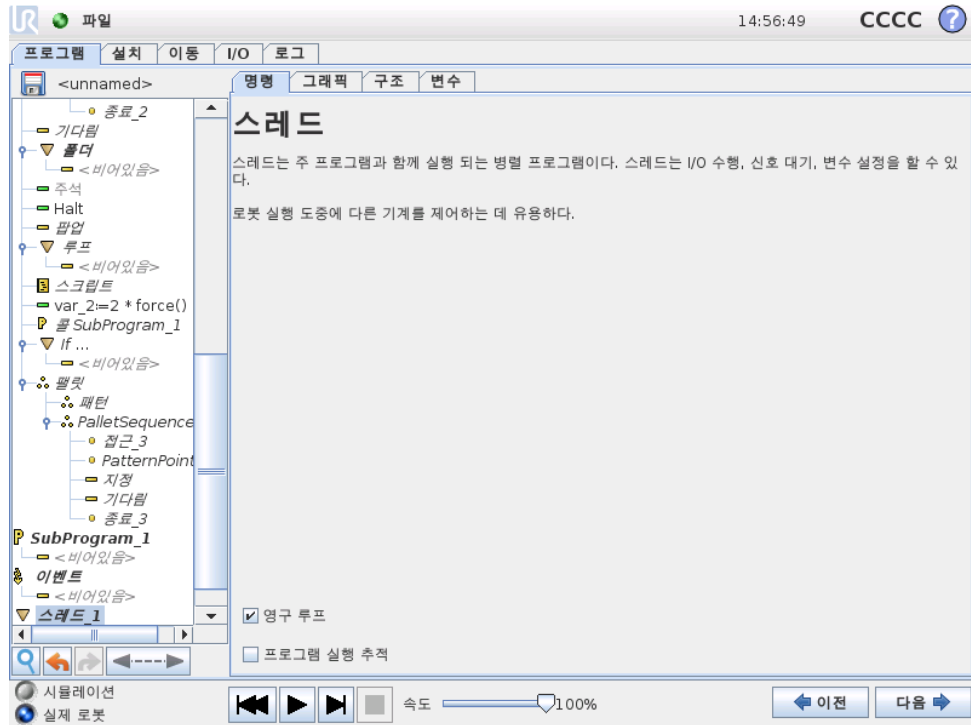 UR 파일 14:56:49 CCCC ?
프로그램 설치 이동 I/O 로그
<unnamed>
명령 그래픽 구조 변수
종료_2
기다림
폴더
<비어있음>
주석
Halt
팝업
루프
<비어있음>
스크립트
var_2:=2 * force()
콜 SubProgram_1
If ...
<비어있음>
팰릿
패턴
PalletSequence
접근_3
PatternPoint
지정
기다림
종료_3
SubProgram_1
<비어있음>
이벤트
<비어있음>
스레드_1
스레드
스레드는 주 프로그램과 함께 실행 되는 병렬 프로그램이다. 스레드는 I/O 수행, 신호 대기, 변수 설정을 할 수 있
다.
로봇 실행 도중에 다른 기계를 제어하는 데 유용하다.
영구 루프
프로그램 실행 추적
시뮬레이션
실제 로봇
속도 100%
이전 다음